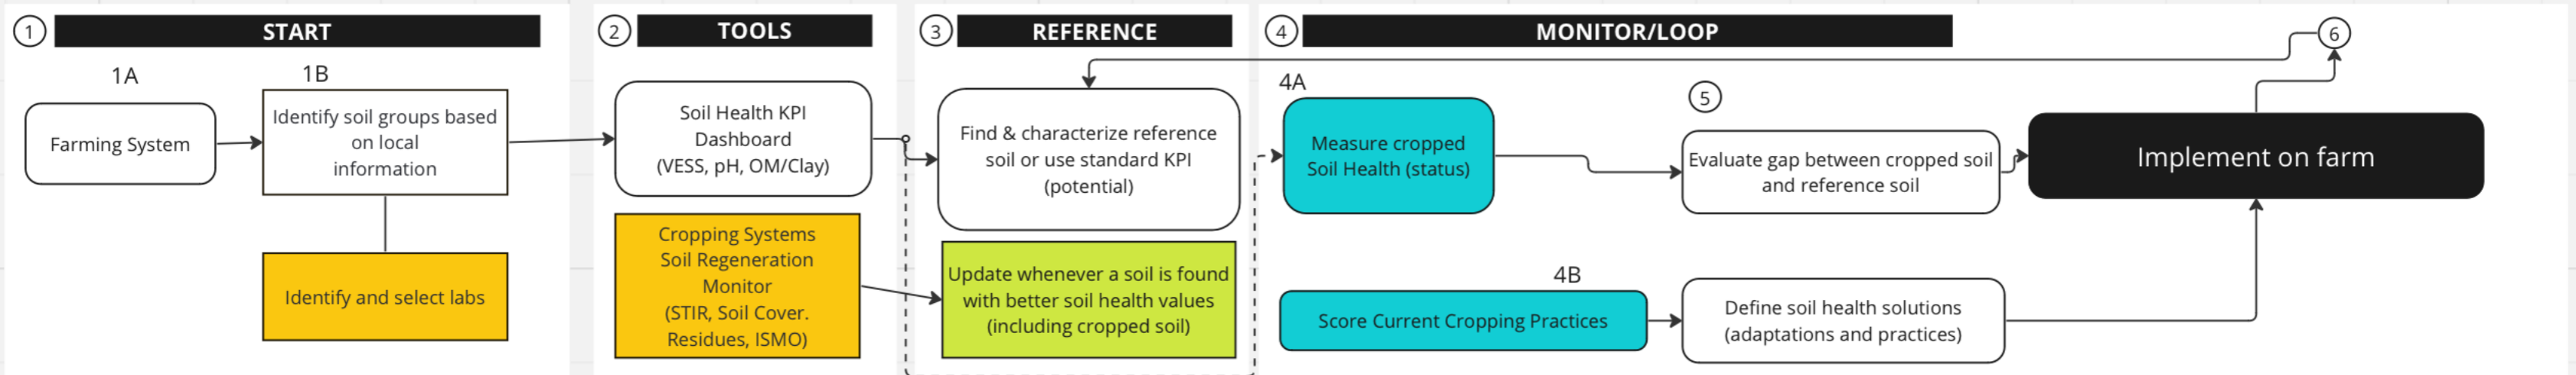 1
START
1A
1B
Farming System
Identify soil groups based
on local
information
Identify and select labs
2
TOOLS
Soil Health KPI
Dashboard
(VESS, pH, OM/Clay)
Cropping Systems
Soil Regeneration
Monitor
(STIR, Soil Cover.
Residues, ISMO)
3
REFERENCE
Find & characterize reference
soil or use standard KPI
(potential)
Update whenever a soil is found
with better soil health values
(including cropped soil)
4
MONITOR/LOOP
4A
Measure cropped
Soil Health (status)
5
Evaluate gap between cropped soil
and reference soil
6
Implement on farm
4B
Score Current Cropping Practices
Define soil health solutions
(adaptations and practices)